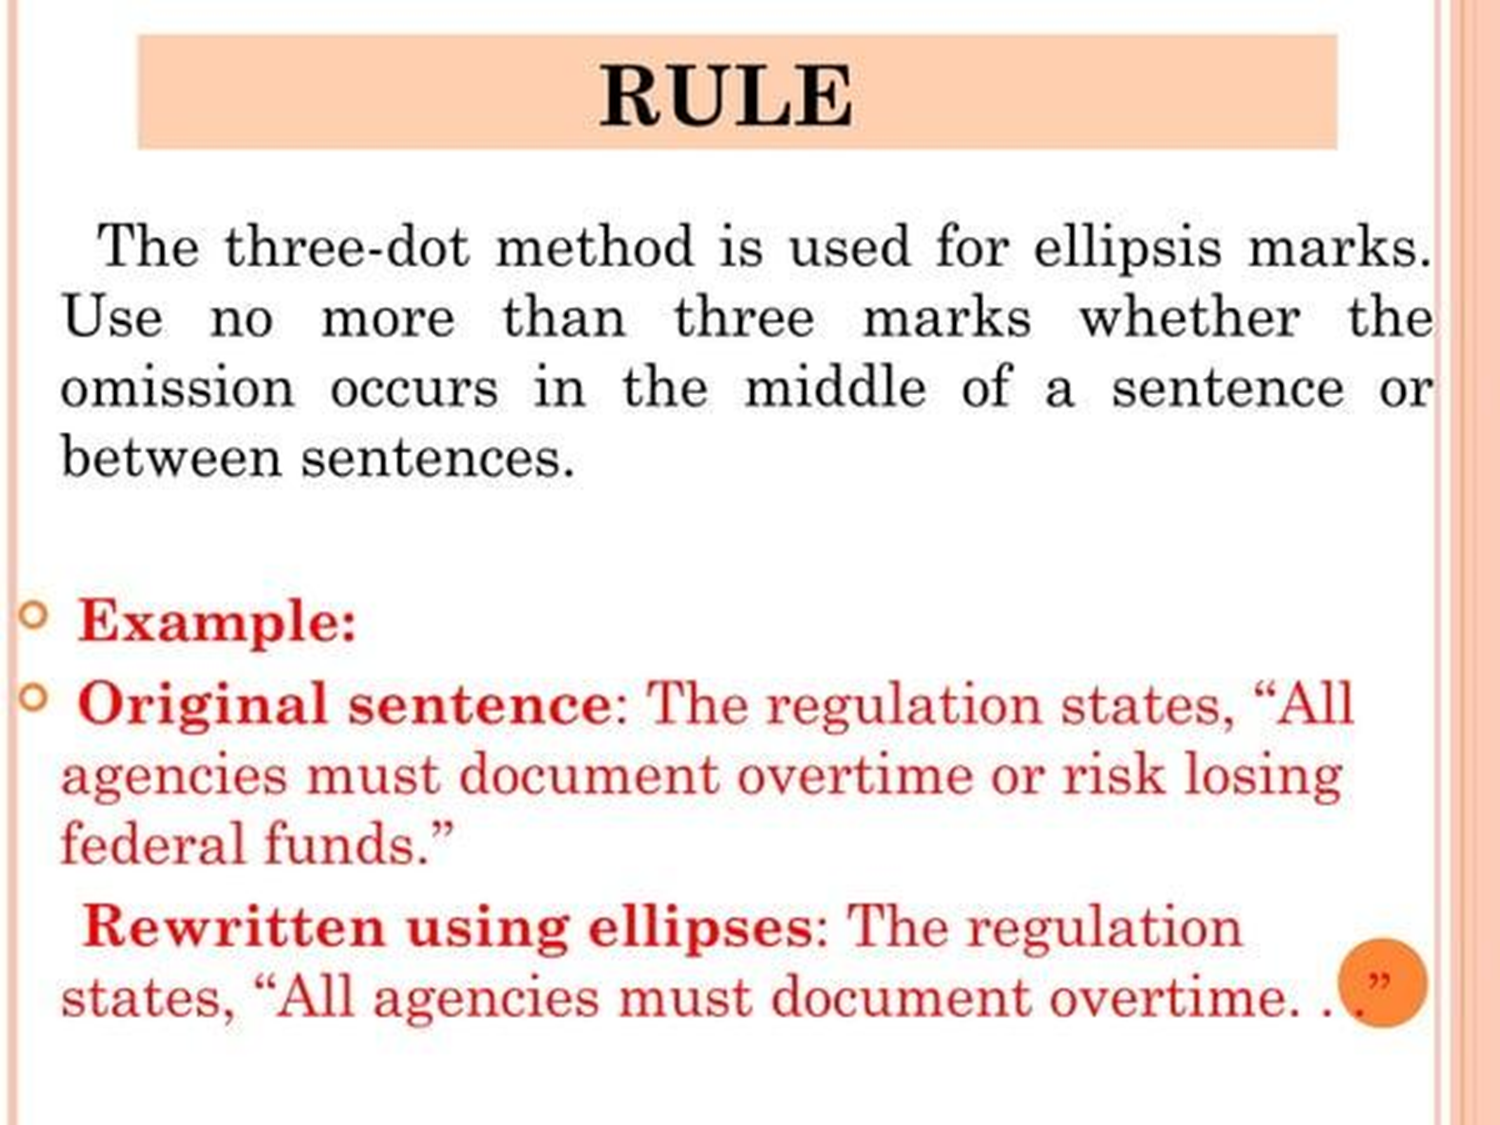 RULE
The three-dot method is used for ellipsis marks.
Use no more than three marks whether the
omission occurs in the middle of a sentence or
between sentences.
Example:
Original sentence: The regulation states, “All
agencies must document overtime or risk losing
federal funds.”
Rewritten using ellipses: The regulation
states, “All agencies must document overtime. . .”